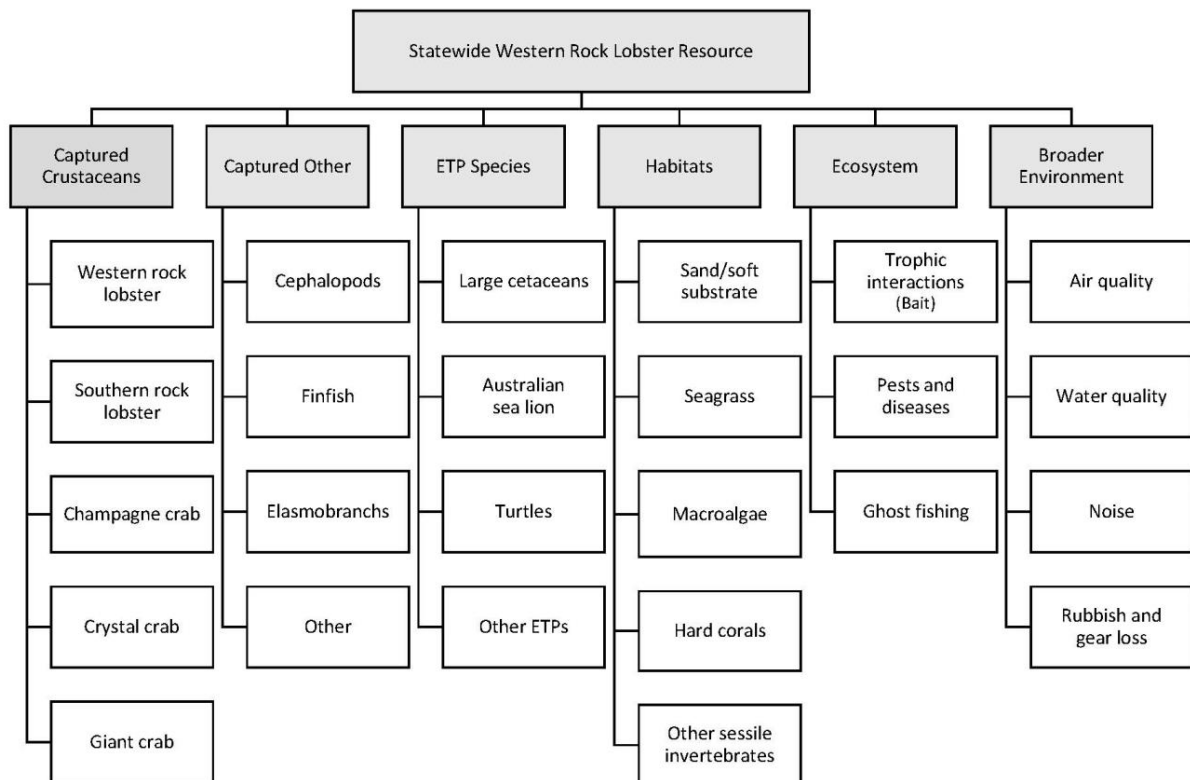 Statewide Western Rock Lobster Resource
Captured
Crustaceans
Western rock
lobster
Southern rock
lobster
Champagne crab
Crystal crab
Giant crab
Captured Other
Cephalopods
Finfish
Elasmobranchs
Other
ETP Species
Large cetaceans
Australian
sea lion
Turtles
Other ETPs
Habitats
Sand/soft
substrate
Seagrass
Macroalgae
Hard corals
Other sessile
invertebrates
Ecosystem
Trophic
interactions
(Bait)
Pests and
diseases
Ghost fishing
Broader
Environment
Air quality
Water quality
Noise
Rubbish and
gear loss